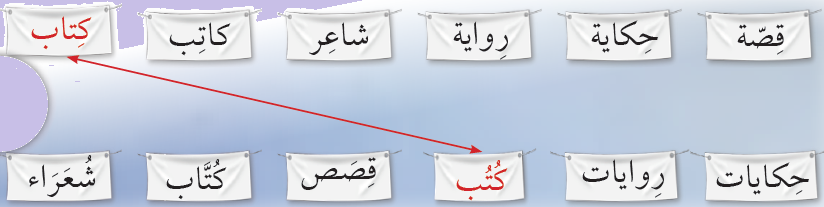 قِصّة حِكاية رِواية شاعِر كاتِب كِتاب
حِكايات رِوايات كُتُب قِصَص كُتَّاب شُعَرَاء